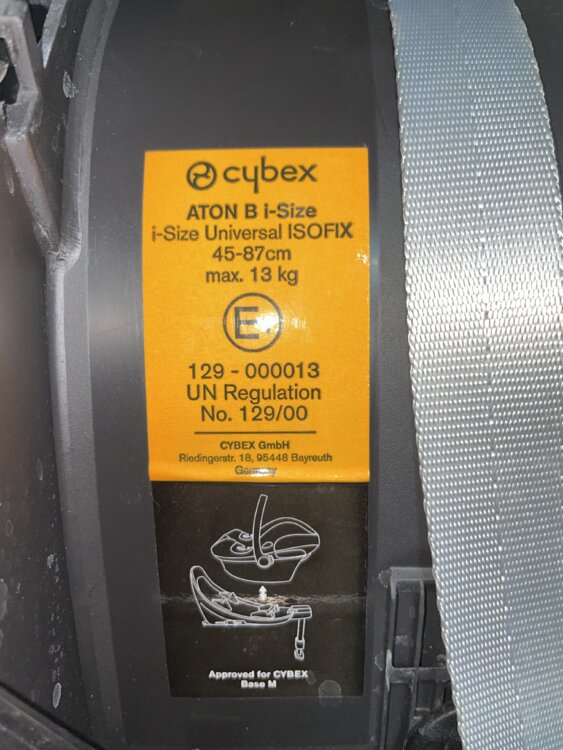 cybex
ATON B i-Size
i-Size Universal ISOFIX
45-87cm
max. 13 kg
E
129 - 000013
UN Regulation
No. 129/00
CYBEX GmbH
Riedingerstr. 18, 95448 Bayreuth
Germany
Approved for CYBEX
Base M